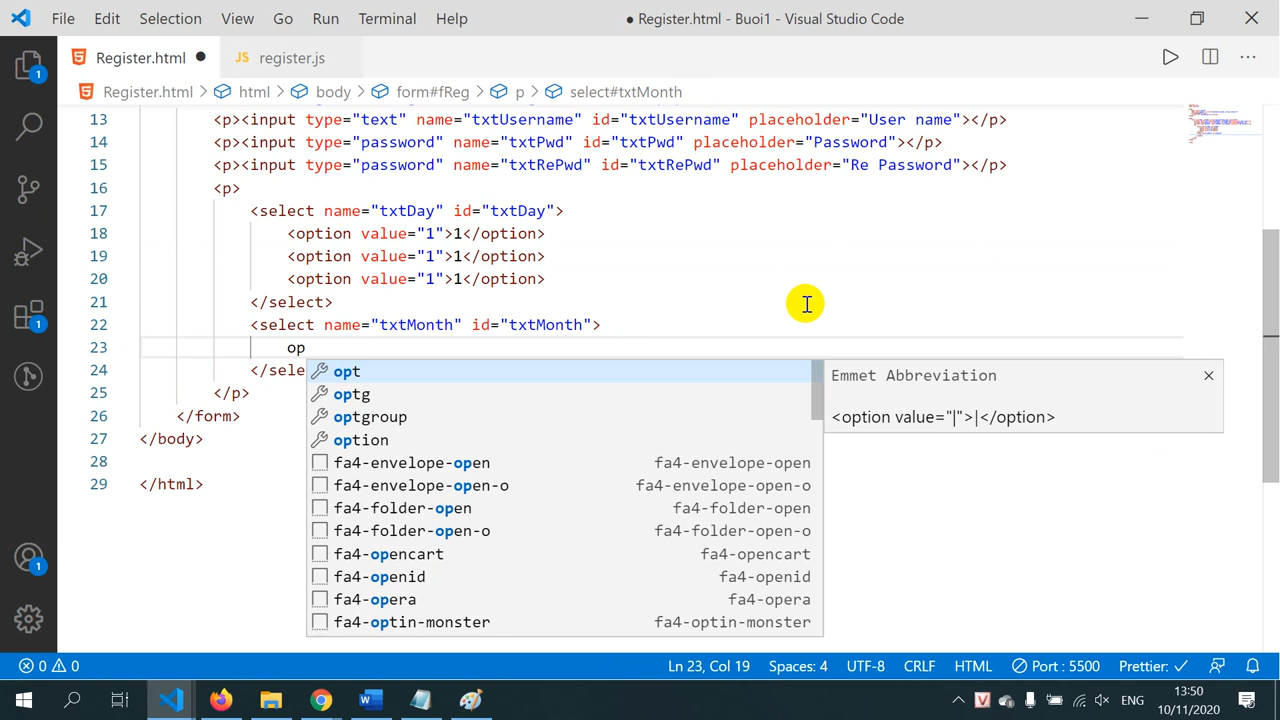 File Edit Selection View Go Run Terminal Help ● Register.html - Buoi1 - Visual Studio Code
Register.html ● JS register.js
Register.html > html > body > form#fReg > p > select#txtMonth
13 <p><input type="text" name="txtUsername" id="txtUsername" placeholder="User name"></p>
14 <p><input type="password" name="txtPwd" id="txtPwd" placeholder="Password"></p>
15 <p><input type="password" name="txtRePwd" id="txtRePwd" placeholder="Re Password"></p>
16 <p>
17 <select name="txtDay" id="txtDay">
18 <option value="1">1</option>
19 <option value="1">1</option>
20 <option value="1">1</option>
21 </select>
22 <select name="txtMonth" id="txtMonth">
23 op
24 </sele
25 </p>
26 </form>
27 </body>
28
29 </html>
opt
optg
optgroup
option
fa4-envelope-open fa4-envelope-open
fa4-envelope-open-o fa4-envelope-open-o
fa4-folder-open fa4-folder-open
fa4-folder-open-o fa4-folder-open-o
fa4-opencart fa4-opencart
fa4-openid fa4-openid
fa4-opera fa4-opera
fa4-optin-monster fa4-optin-monster
Emmet Abbreviation
<option value="|">|</option>
1
1
1
0 0 Ln 23, Col 19 Spaces: 4 UTF-8 CRLF HTML Port : 5500 Prettier: ✓
ENG 13:50
10/11/2020